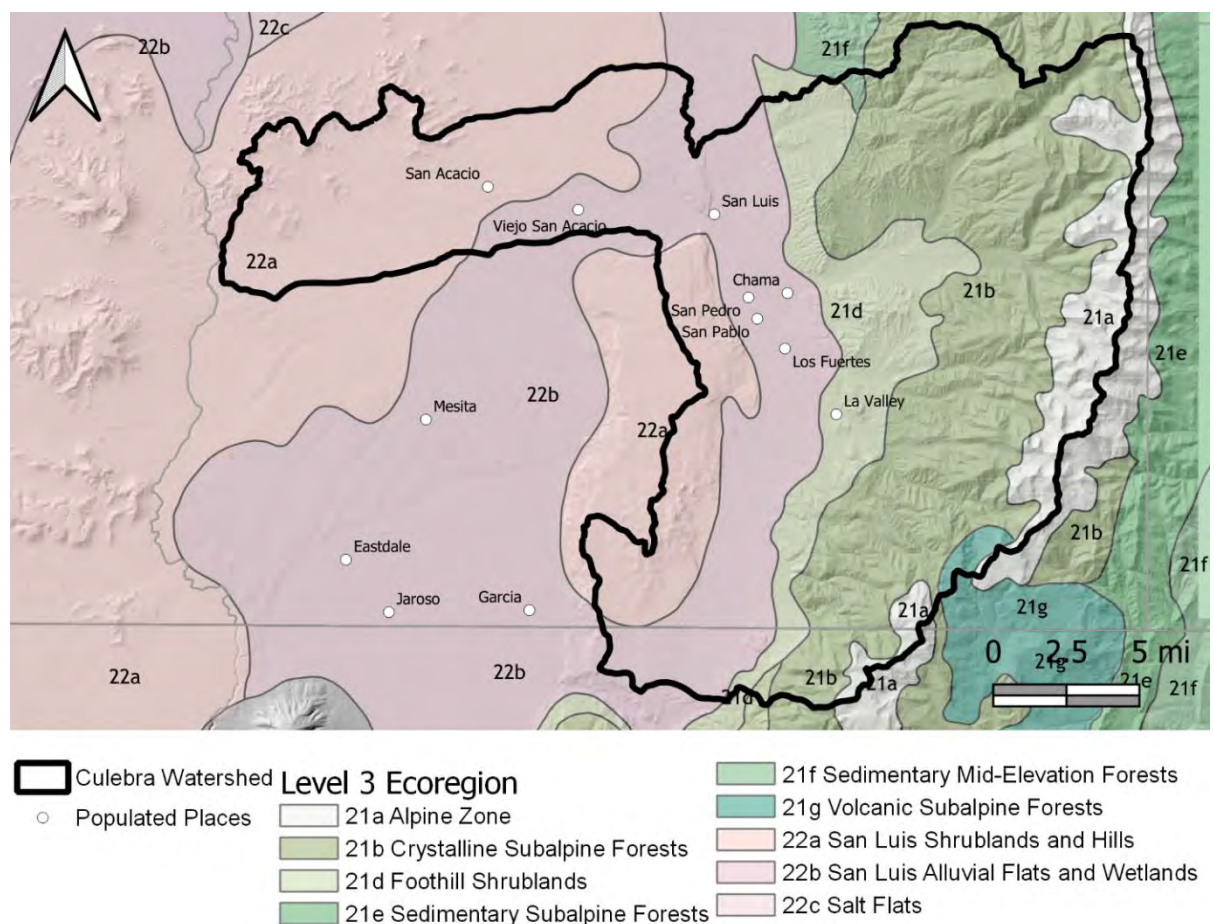 22b
22c
21f
San Acacio
San Luis
Viejo San Acacio
22a
Chama
21b
21d
San Pedro
San Pablo
21a
21e
Los Fuertes
22b
Mesita
La Valley
22a
21b
Eastdale
21f
Jaroso
Garcia
21a
21g
0 2.5 5 mi
22b
21b
22a
21g
21a
21e
21f
21d
Culebra Watershed
Populated Places
Level 3 Ecoregion
21a Alpine Zone
21b Crystalline Subalpine Forests
21d Foothill Shrublands
21e Sedimentary Subalpine Forests
21f Sedimentary Mid-Elevation Forests
21g Volcanic Subalpine Forests
22a San Luis Shrublands and Hills
22b San Luis Alluvial Flats and Wetlands
22c Salt Flats